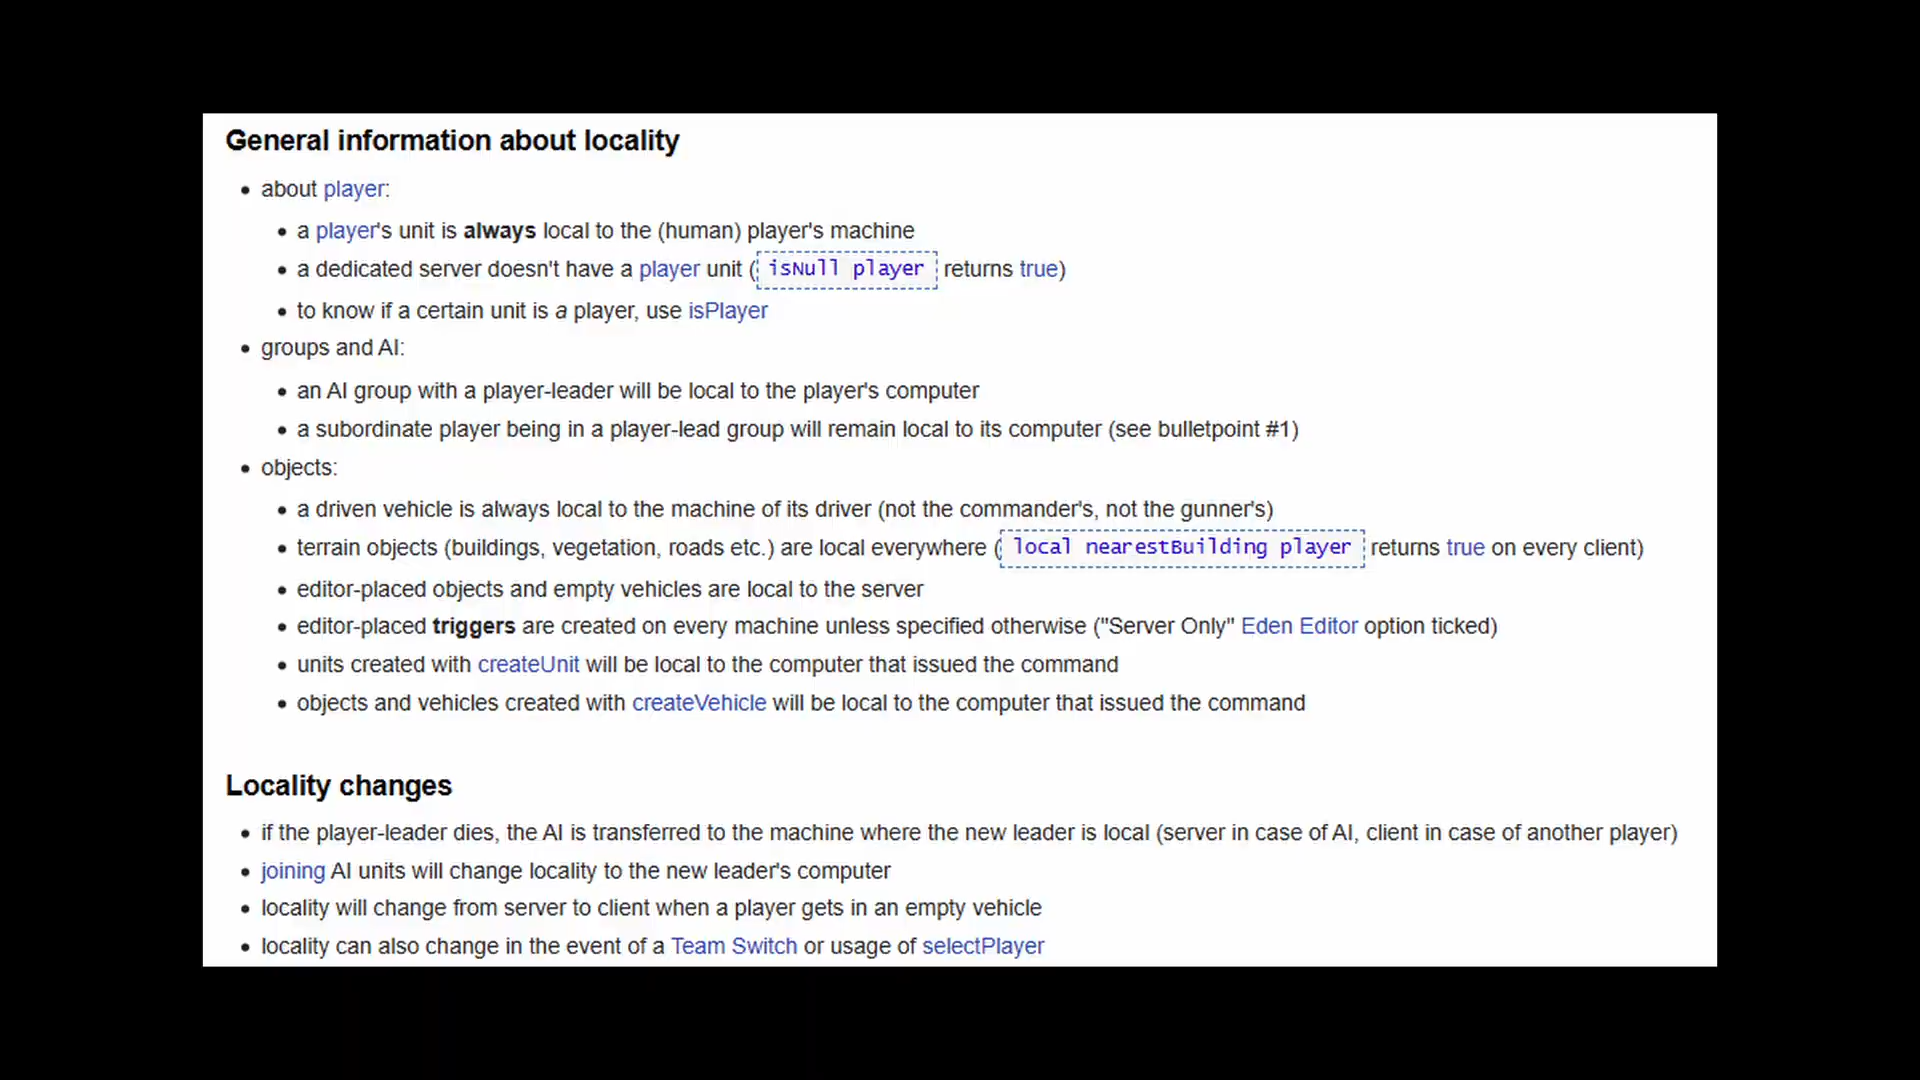 General information about locality
about player:
a player's unit is always local to the (human) player's machine
a dedicated server doesn't have a player unit ( isNull player returns true)
to know if a certain unit is a player, use isPlayer
groups and AI:
an AI group with a player-leader will be local to the player's computer
a subordinate player being in a player-lead group will remain local to its computer (see bulletpoint #1)
objects:
a driven vehicle is always local to the machine of its driver (not the commander's, not the gunner's)
terrain objects (buildings, vegetation, roads etc.) are local everywhere ( local nearestBuilding player returns true on every client)
editor-placed objects and empty vehicles are local to the server
editor-placed triggers are created on every machine unless specified otherwise ("Server Only" Eden Editor option ticked)
units created with createUnit will be local to the computer that issued the command
objects and vehicles created with createVehicle will be local to the computer that issued the command
Locality changes
if the player-leader dies, the AI is transferred to the machine where the new leader is local (server in case of AI, client in case of another player)
joining AI units will change locality to the new leader's computer
locality will change from server to client when a player gets in an empty vehicle
locality can also change in the event of a Team Switch or usage of selectPlayer